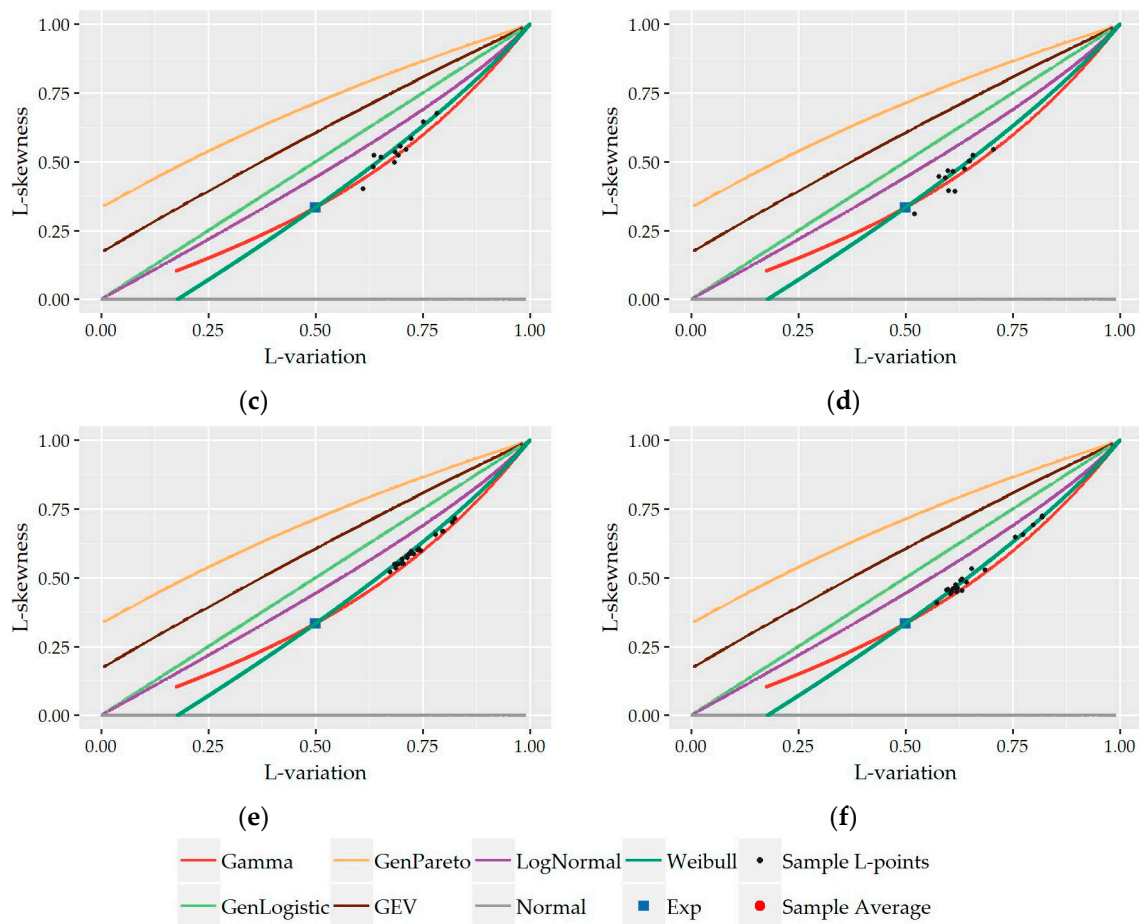 1.00
0.75
0.50
0.25
0.00
L-skewness
0.00 0.25 0.50 0.75 1.00
L-variation
(c)
1.00
0.75
0.50
0.25
0.00
L-skewness
0.00 0.25 0.50 0.75 1.00
L-variation
(d)
1.00
0.75
0.50
0.25
0.00
L-skewness
0.00 0.25 0.50 0.75 1.00
L-variation
(e)
1.00
0.75
0.50
0.25
0.00
L-skewness
0.00 0.25 0.50 0.75 1.00
L-variation
(f)
Gamma GenPareto LogNormal Weibull Sample L-points
GenLogistic GEV Normal Exp Sample Average